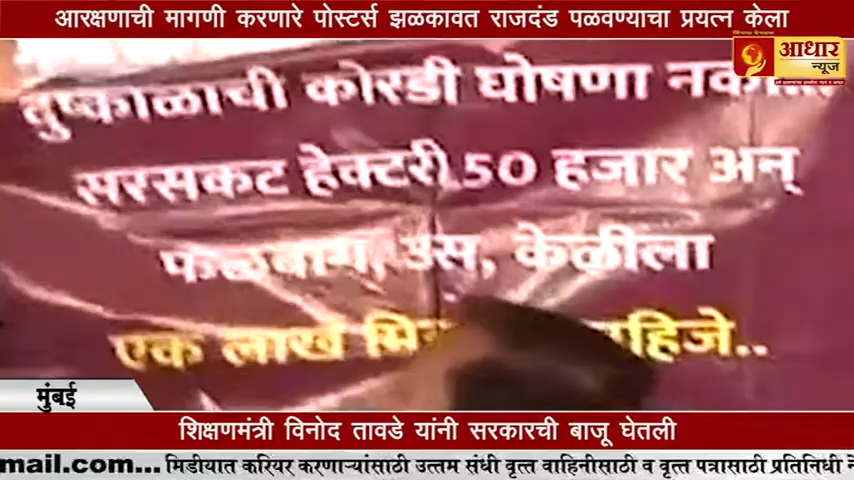 आरक्षणाची मागणी करणारे पोस्टर्स झळकावत राजदंड पळवण्याचा प्रयत्न केला
आधार
न्यूज
दुष्काळाची कोरडी घोषणा
सरसकट हेक्टरी 50 हजार अन्
फळबाग, उस, केळीला
एक लाख
मुंबई
शिक्षणमंत्री विनोद तावडे यांनी सरकारची बाजू घेतली
mail.com... मिडीयात करियर करणाऱ्यांसाठी उत्तम संधी वृत्त वाहिनीसाठी व वृत्त पत्रासाठी प्रतिनिधी